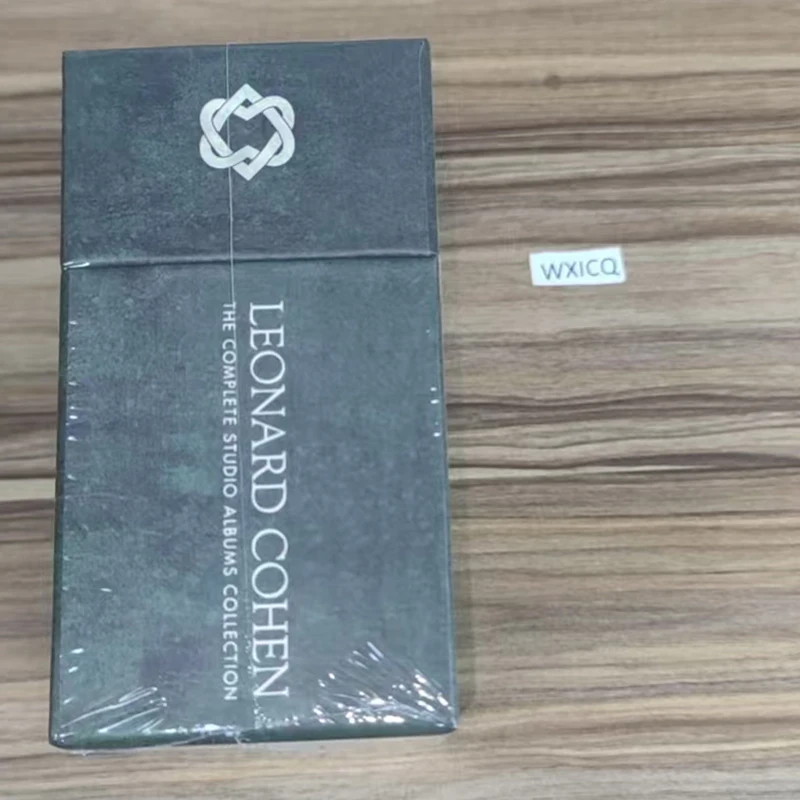 LEONARD COHEN
THE COMPLETE STUDIO ALBUMS COLLECTION
WXICQ